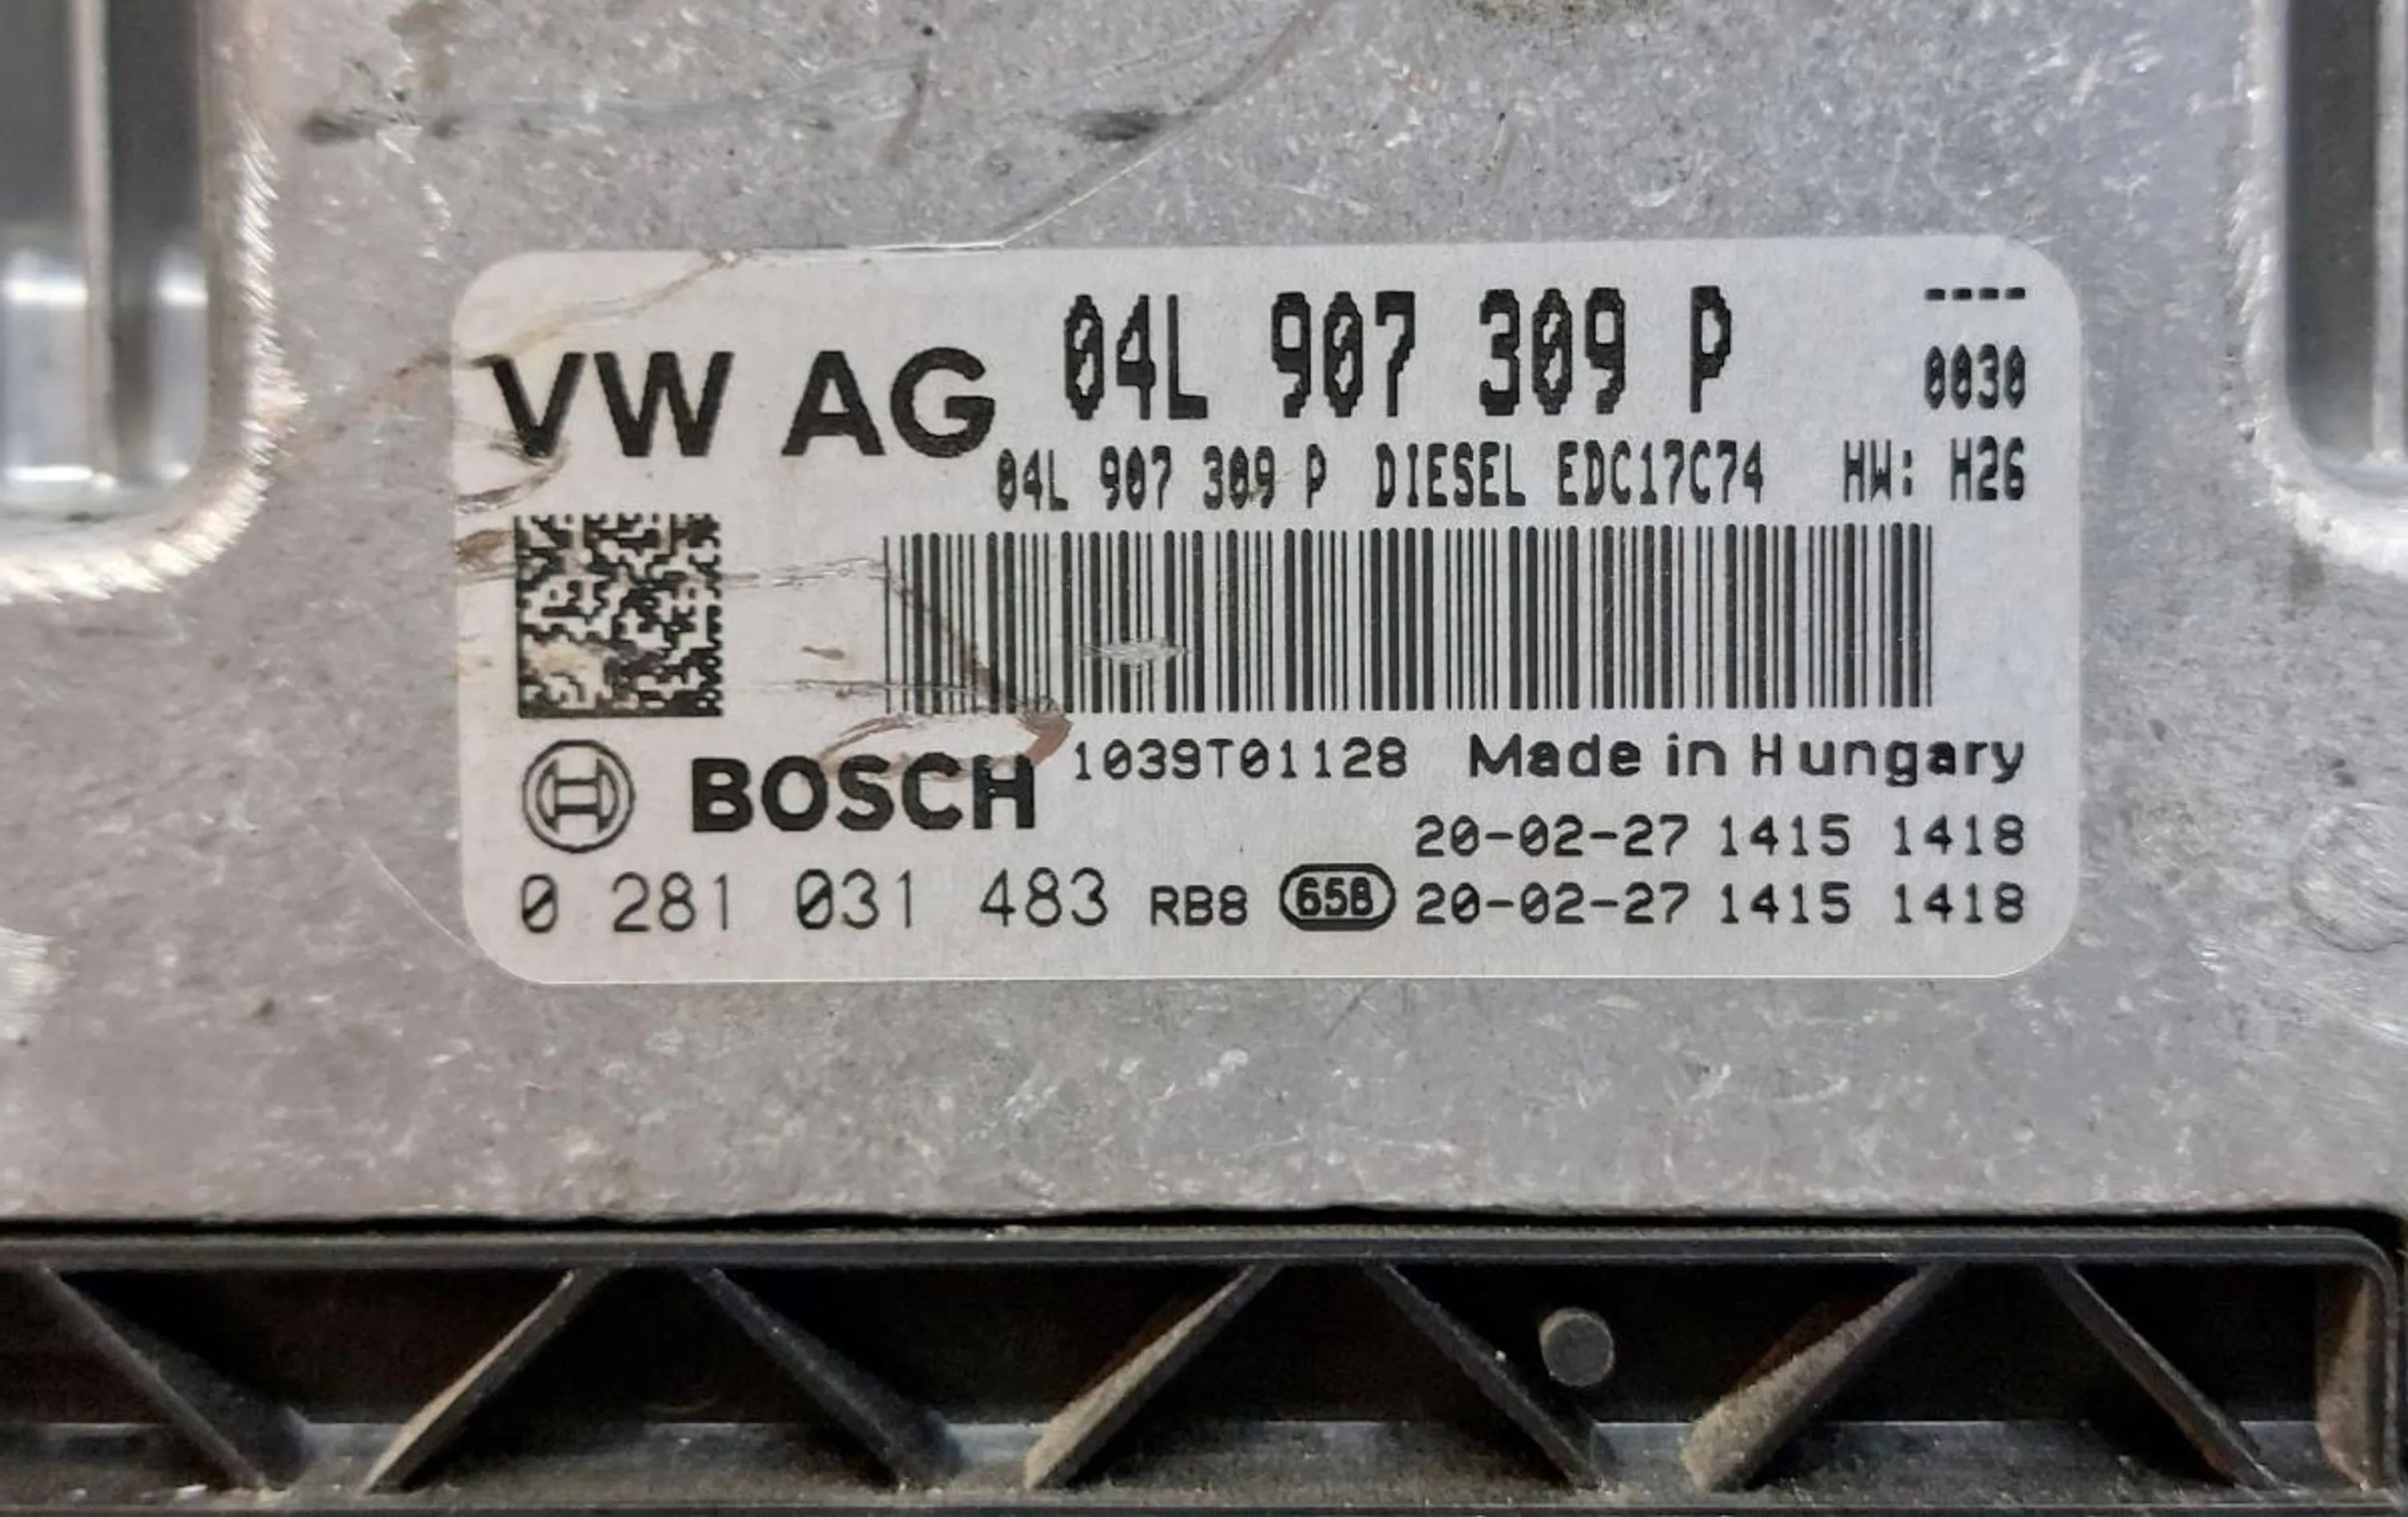 VW AG 04L 907 309 P ----
0030
04L 907 309 P DIESEL EDC17C74 HW: H26
1039T01128 Made in Hungary
BOSCH
20-02-27 1415 1418
0 281 031 483 RB8 65B 20-02-27 1415 1418